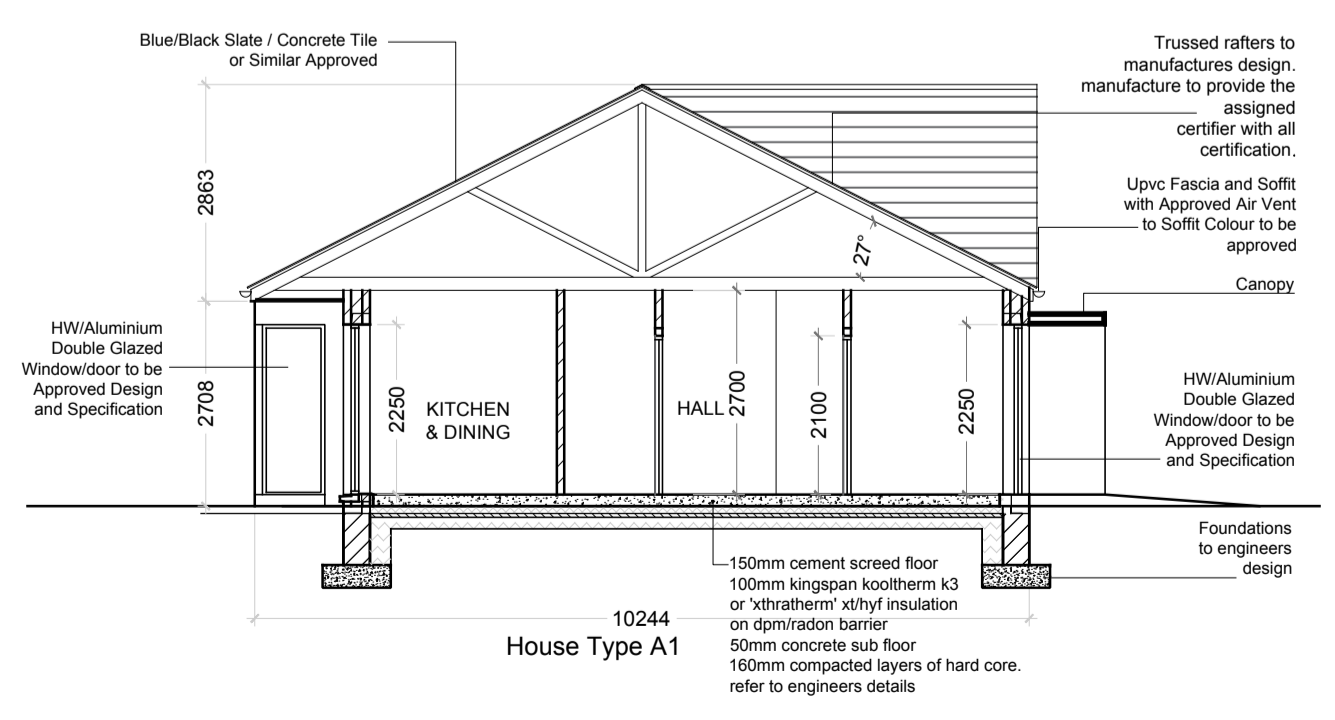 Blue/Black Slate / Concrete Tile
or Similar Approved
Trussed rafters to
manufactures design.
manufacture to provide the
assigned
certifier with all
certification.
Upvc Fascia and Soffit
with Approved Air Vent
to Soffit Colour to be
approved
Canopy
2863
27°
HW/Aluminium
Double Glazed
Window/door to be
Approved Design
and Specification
2708
2250
KITCHEN
& DINING
HALL
2700
2100
2250
HW/Aluminium
Double Glazed
Window/door to be
Approved Design
and Specification
Foundations
to engineers
design
150mm cement screed floor
100mm kingspan kooltherm k3
or 'xthratherm' xt/hyf insulation
on dpm/radon barrier
50mm concrete sub floor
160mm compacted layers of hard core.
refer to engineers details
10244
House Type A1